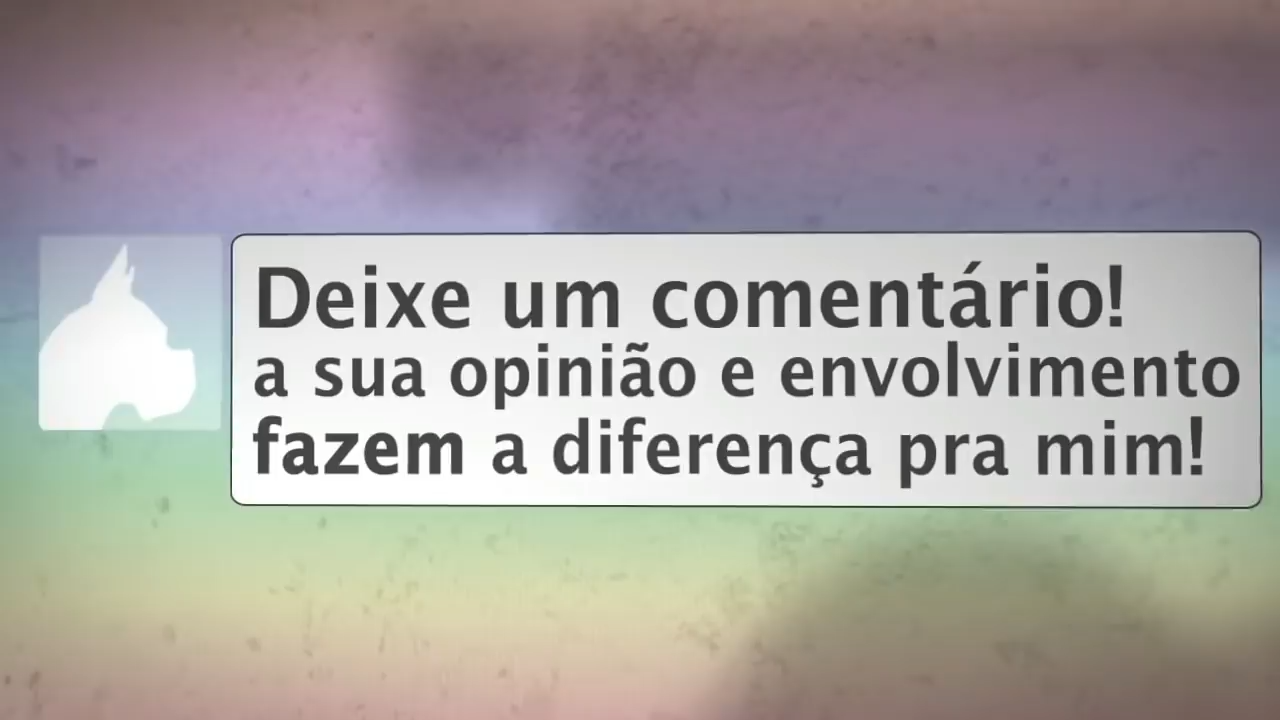 Deixe um comentário!
a sua opinião e envolvimento
fazem a diferença pra mim!